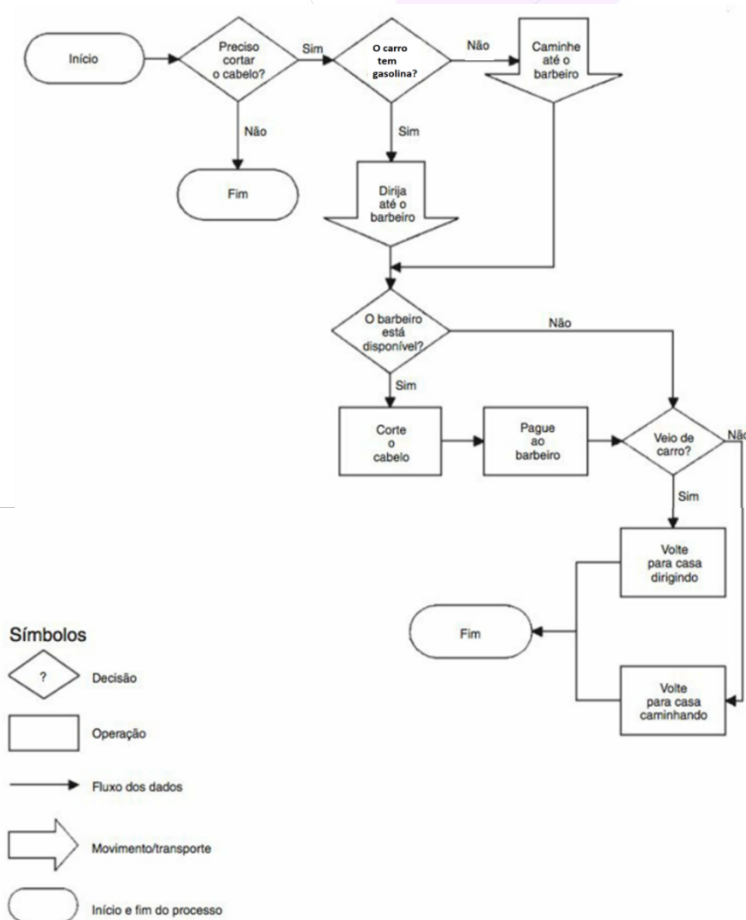 Início
Preciso
cortar
o cabelo?
Sim
O carro
tem
gasolina?
Não
Caminhe
até o
barbeiro
Não
Sim
Fim
Dirija
até o
barbeiro
O barbeiro
está
disponível?
Não
Sim
Corte
o
cabelo
Pague
ao
barbeiro
Veio de
carro?
Não
Sim
Volte
para casa
dirigindo
Fim
Volte
para casa
caminhando
Símbolos
?
Decisão
Operação
Fluxo dos dados
Movimento/transporte
Início e fim do processo